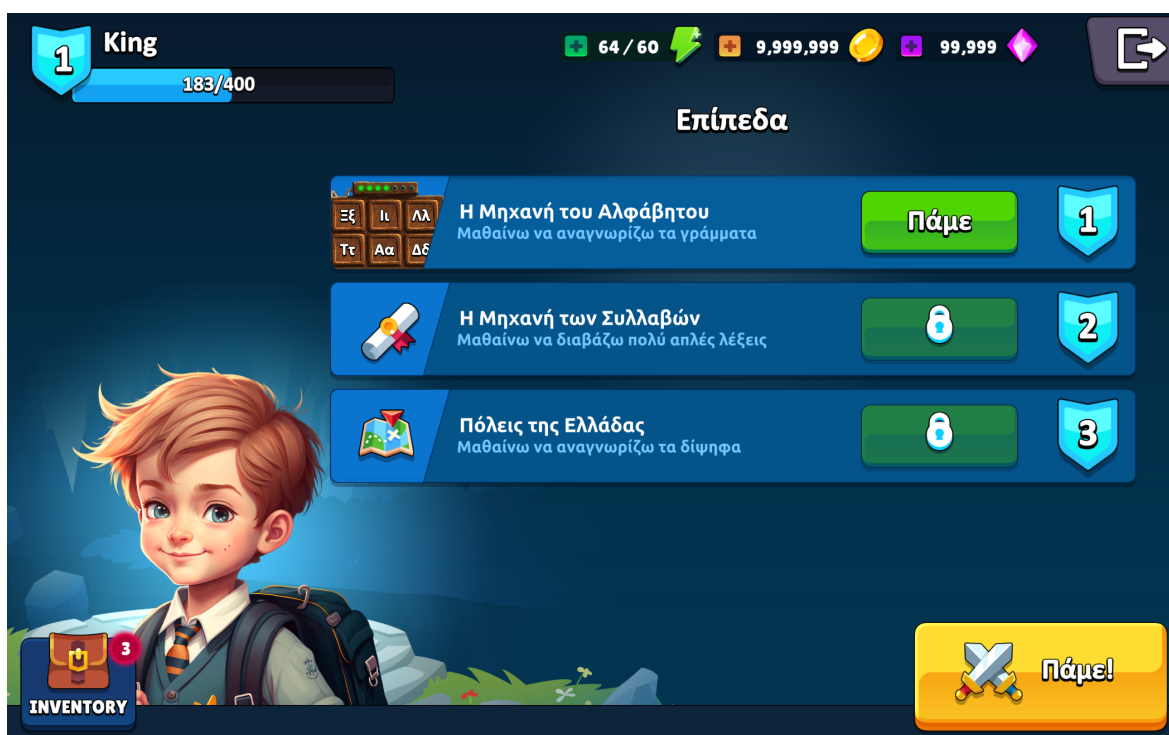 1
King
183/400
64/60
9,999,999
99,999
Επίπεδα
Ξξ Ιι Λλ
Ττ Αα Δδ
Η Μηχανή του Αλφάβητου
Μαθαίνω να αναγνωρίζω τα γράμματα
Πάμε
1
Η Μηχανή των Συλλαβών
Μαθαίνω να διαβάζω πολύ απλές λέξεις
2
Πόλεις της Ελλάδας
Μαθαίνω να αναγνωρίζω τα δίψηφα
3
3
INVENTORY
Πάμε!